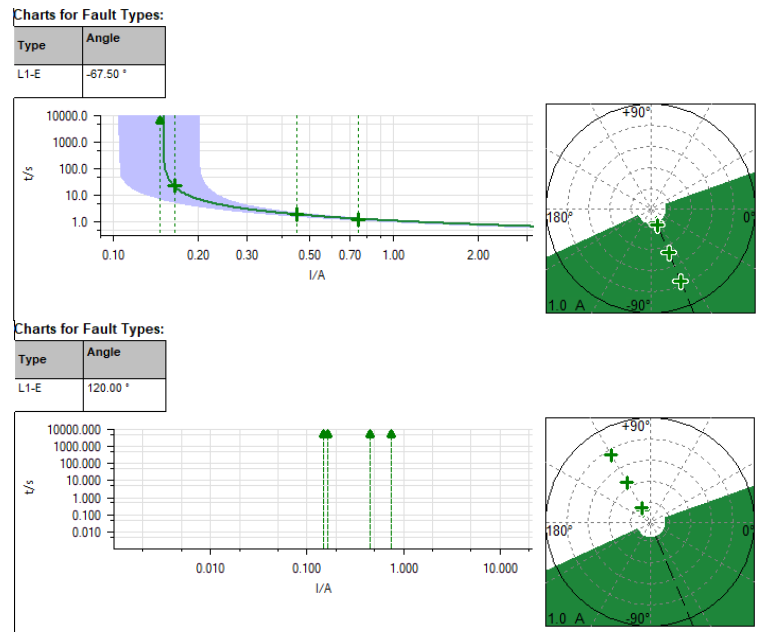 Charts for Fault Types:
Type Angle
L1-E -67.50 °
10000.0
1000.0
100.0
10.0
1.0
t/s
0.10 0.20 0.30 0.50 0.70 1.00 2.00
I/A
+90°
180° 0°
1.0 A -90°
Charts for Fault Types:
Type Angle
L1-E 120.00 °
10000.000
1000.000
100.000
10.000
1.000
0.100
0.010
t/s
0.010 0.100 1.000 10.000
I/A
+90°
180° 0°
1.0 A -90°